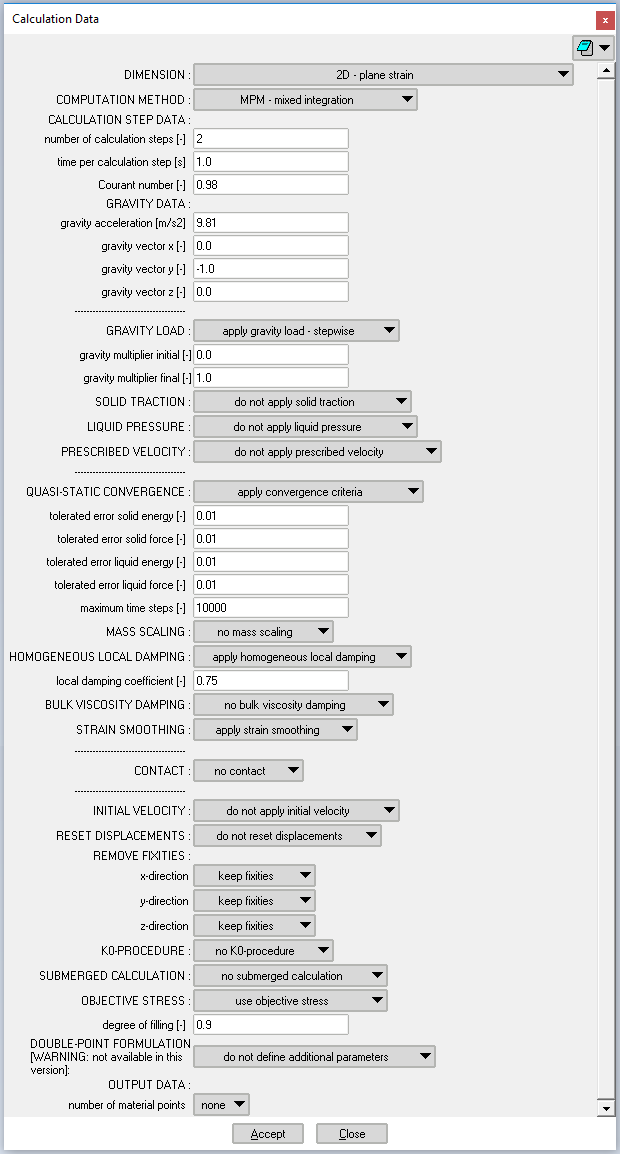 Calculation Data
x
DIMENSION : 2D - plane strain
COMPUTATION METHOD : MPM - mixed integration
CALCULATION STEP DATA :
number of calculation steps [-] 2
time per calculation step [s] 1.0
Courant number [-] 0.98
GRAVITY DATA :
gravity acceleration [m/s2] 9.81
gravity vector x [-] 0.0
gravity vector y [-] -1.0
gravity vector z [-] 0.0
-------------------------------------
GRAVITY LOAD : apply gravity load - stepwise
gravity multiplier initial [-] 0.0
gravity multiplier final [-] 1.0
SOLID TRACTION : do not apply solid traction
LIQUID PRESSURE : do not apply liquid pressure
PRESCRIBED VELOCITY : do not apply prescribed velocity
-------------------------------------
QUASI-STATIC CONVERGENCE : apply convergence criteria
tolerated error solid energy [-] 0.01
tolerated error solid force [-] 0.01
tolerated error liquid energy [-] 0.01
tolerated error liquid force [-] 0.01
maximum time steps [-] 10000
MASS SCALING : no mass scaling
HOMOGENEOUS LOCAL DAMPING : apply homogeneous local damping
local damping coefficient [-] 0.75
BULK VISCOSITY DAMPING : no bulk viscosity damping
STRAIN SMOOTHING : apply strain smoothing
-------------------------------------
CONTACT : no contact
-------------------------------------
INITIAL VELOCITY : do not apply initial velocity
RESET DISPLACEMENTS : do not reset displacements
REMOVE FIXITIES :
x-direction keep fixities
y-direction keep fixities
z-direction keep fixities
K0-PROCEDURE : no K0-procedure
SUBMERGED CALCULATION : no submerged calculation
OBJECTIVE STRESS : use objective stress
degree of filling [-] 0.9
DOUBLE-POINT FORMULATION
[WARNING: not available in this do not define additional parameters
version]:
OUTPUT DATA :
number of material points none
Accept Close